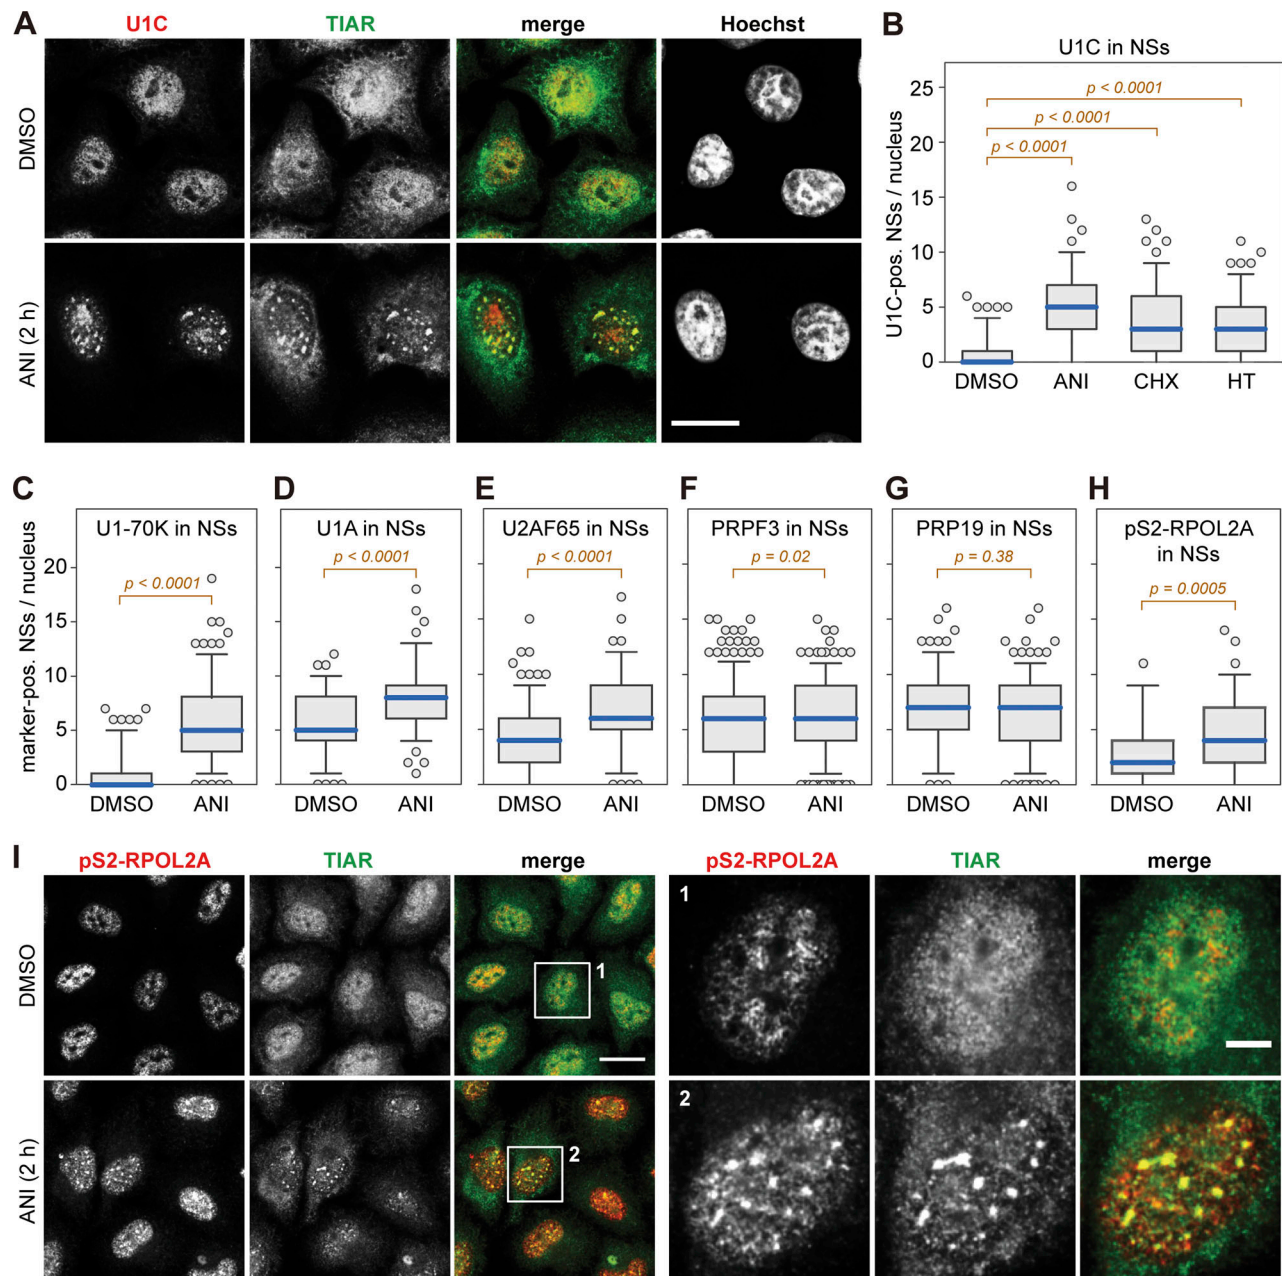 A
U1C
TIAR
merge
Hoechst
DMSO
ANI (2 h)
B
U1C in NSs
U1C-pos. NSs / nucleus
25
20
15
10
5
0
p < 0.0001
p < 0.0001
p < 0.0001
DMSO
ANI
CHX
HT
C
U1-70K in NSs
marker-pos. NSs / nucleus
20
15
10
5
0
p < 0.0001
DMSO
ANI
D
U1A in NSs
p < 0.0001
DMSO
ANI
E
U2AF65 in NSs
p < 0.0001
DMSO
ANI
F
PRPF3 in NSs
p = 0.02
DMSO
ANI
G
PRP19 in NSs
p = 0.38
DMSO
ANI
H
pS2-RPOL2A
in NSs
p = 0.0005
DMSO
ANI
I
pS2-RPOL2A
TIAR
merge
pS2-RPOL2A
TIAR
merge
DMSO
1
1
ANI (2 h)
2
2